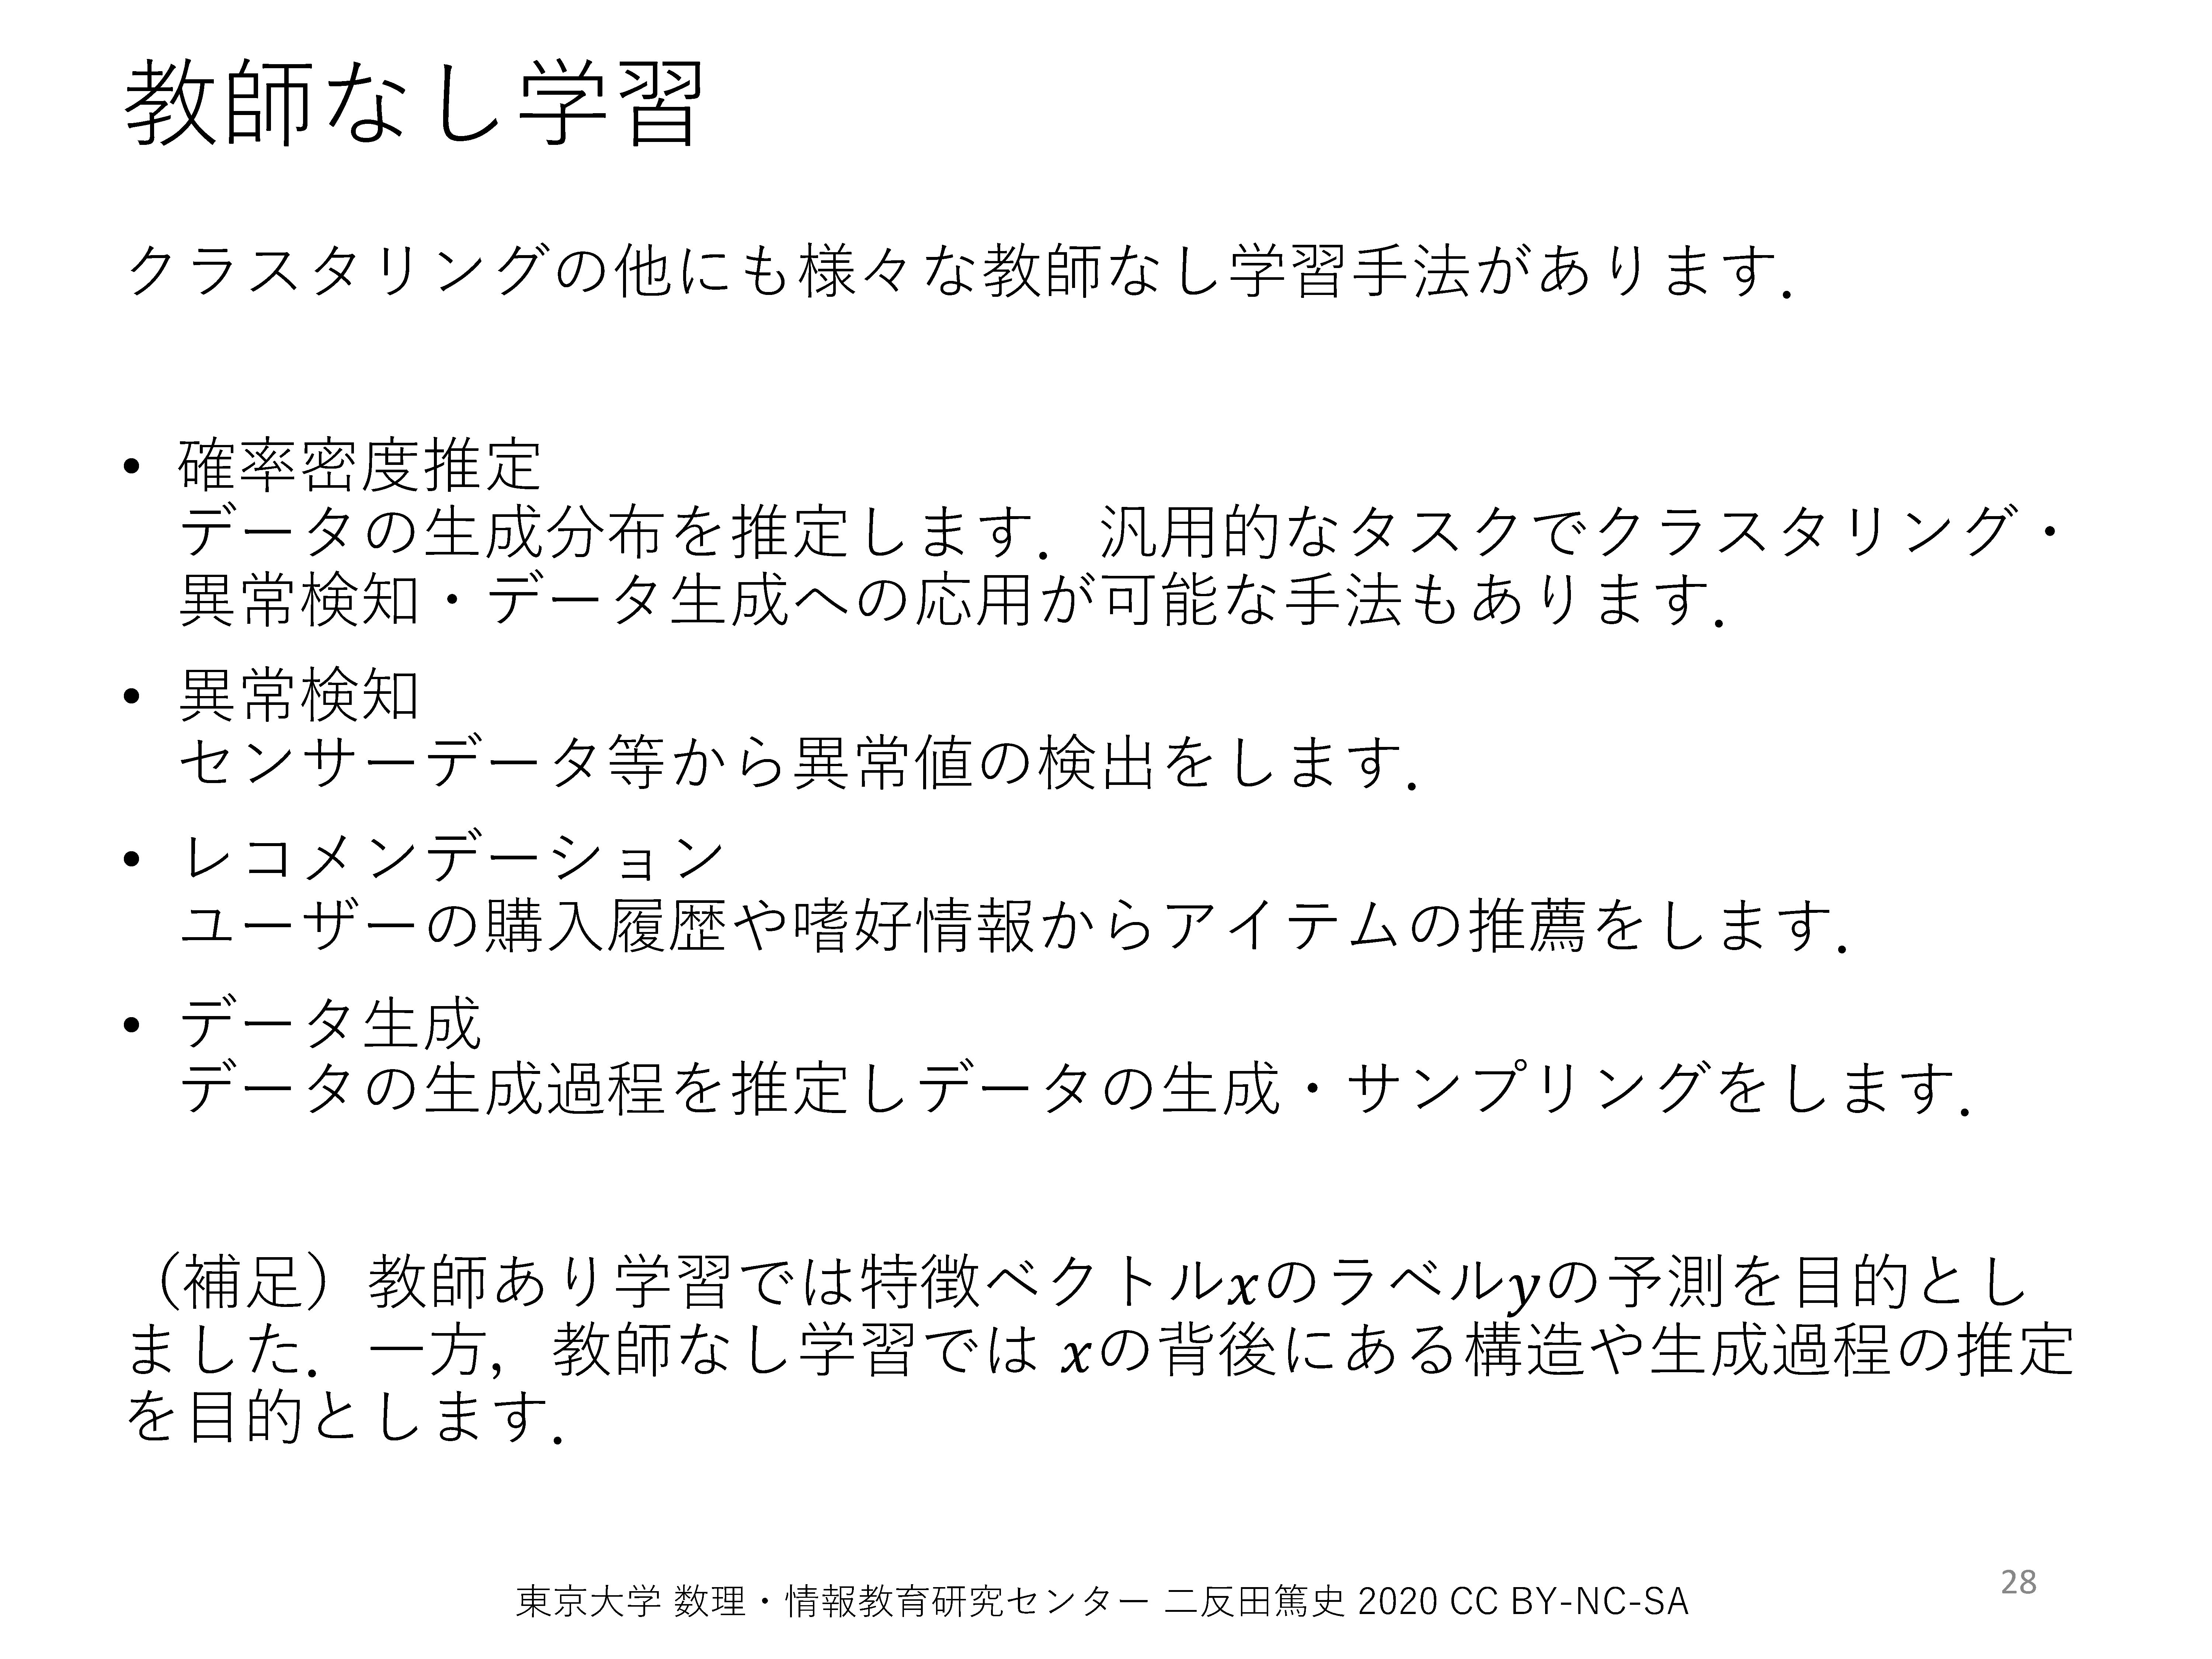 教師なし学習
クラスタリングの他にも様々な教師なし学習手法があります．
• 確率密度推定
データの生成分布を推定します．汎用的なタスクでクラスタリング・
異常検知・データ生成への応用が可能な手法もあります．
• 異常検知
センサーデータ等から異常値の検出をします．
• レコメンデーション
ユーザーの購入履歴や嗜好情報からアイテムの推薦をします．
• データ生成
データの生成過程を推定しデータの生成・サンプリングをします．
（補足）教師あり学習では特徴ベクトルxのラベルyの予測を目的とし
ました．一方，教師なし学習では xの背後にある構造や生成過程の推定
を目的とします．
東京大学 数理・情報教育研究センター 二反田篤史 2020 CC BY-NC-SA
28